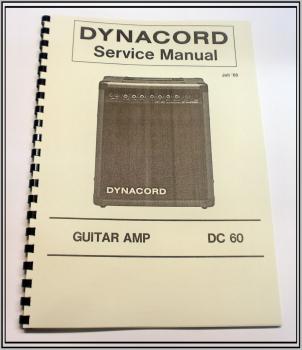 DYNACORD
Service Manual
DYNACORD
GUITAR AMP DC 60